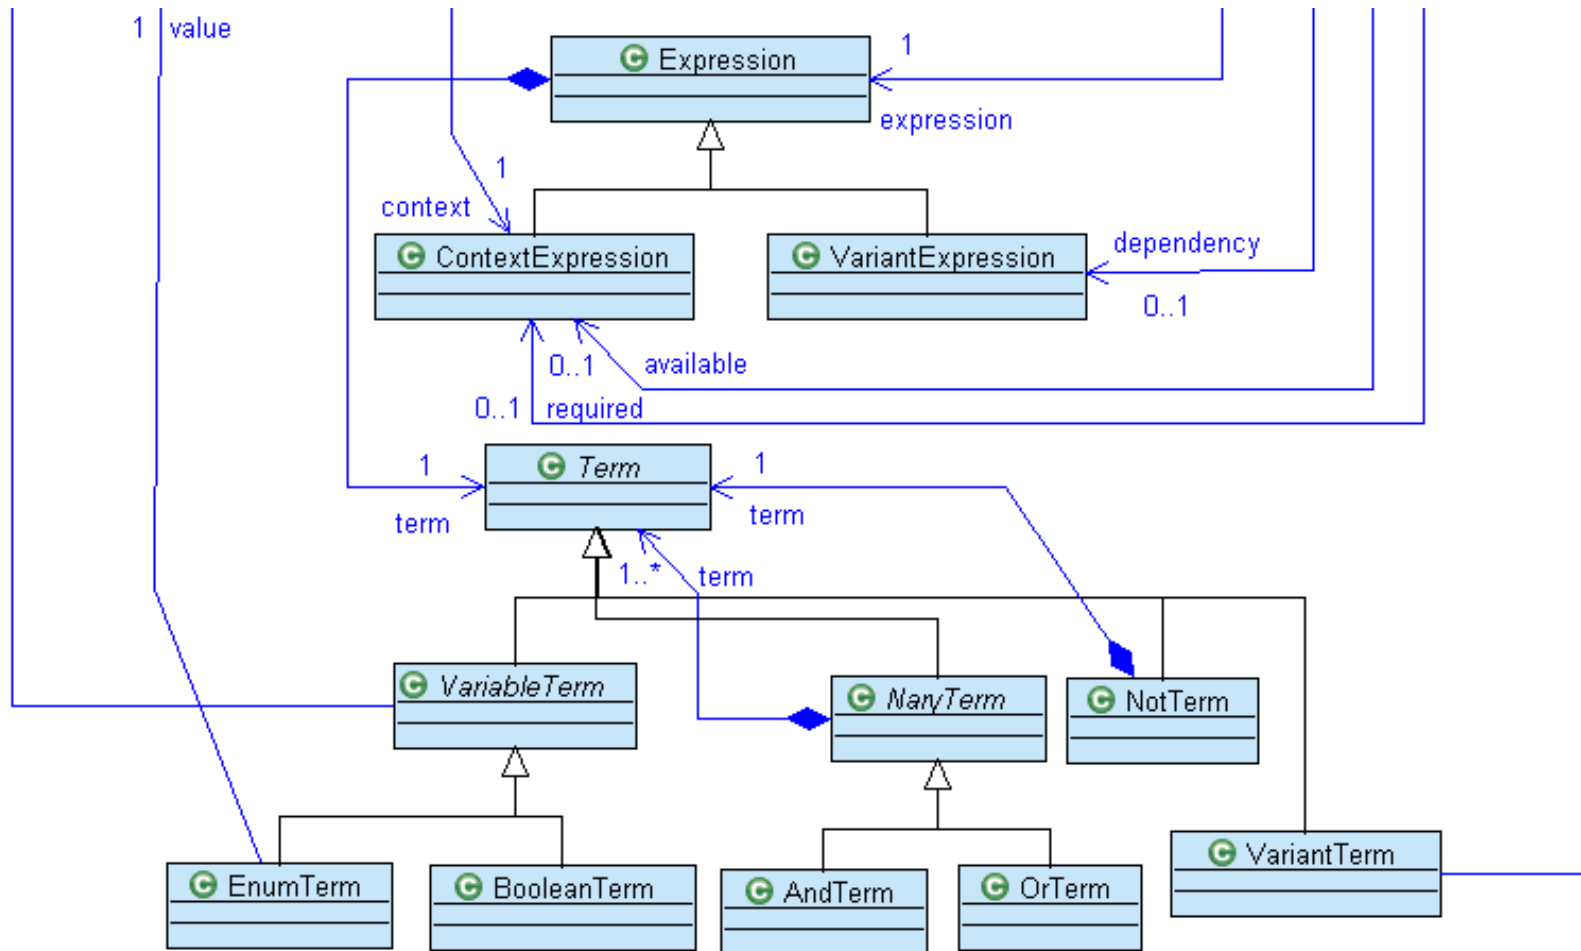 1 value
C Expression
1
expression
1
context
C ContextExpression
C VariantExpression
dependency
0..1
0..1 available
0..1 required
1
term
C Term
1
term
1..* term
C VariableTerm
C NaryTerm
C NotTerm
C EnumTerm
C BooleanTerm
C AndTerm
C OrTerm
C VariantTerm